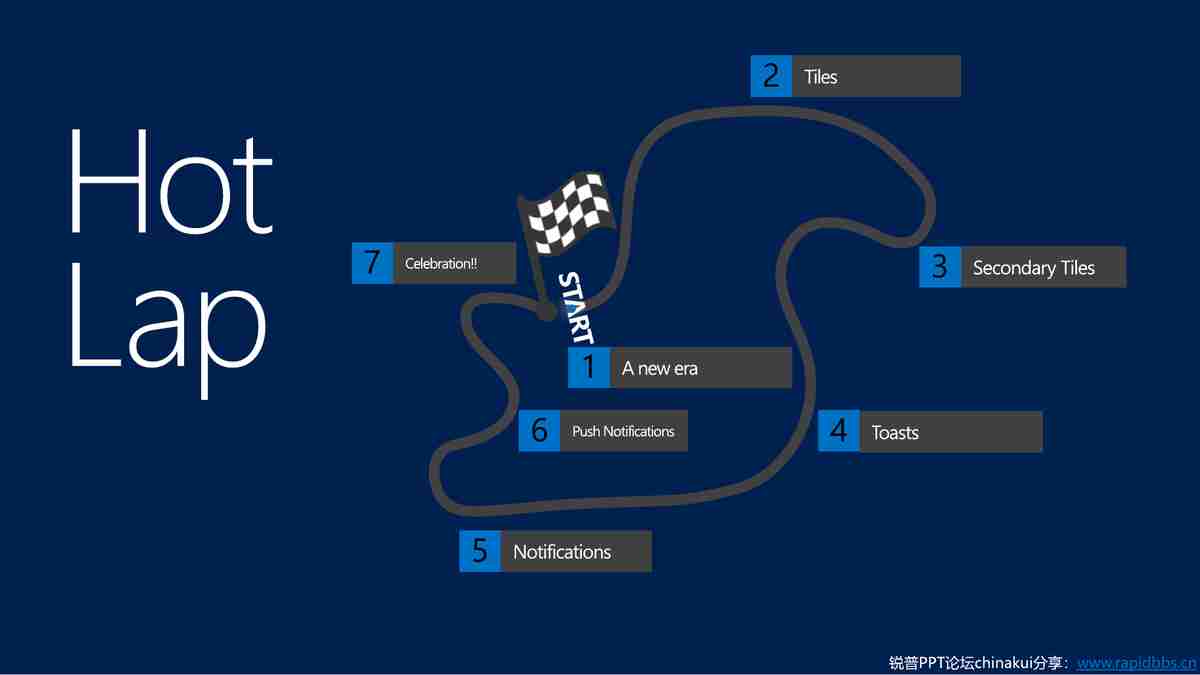 Hot
Lap
START
1 A new era
2 Tiles
3 Secondary Tiles
4 Toasts
5 Notifications
6 Push Notifications
7 Celebration!!
锐普PPT论坛chinakui分享：www.rapidbbs.cn